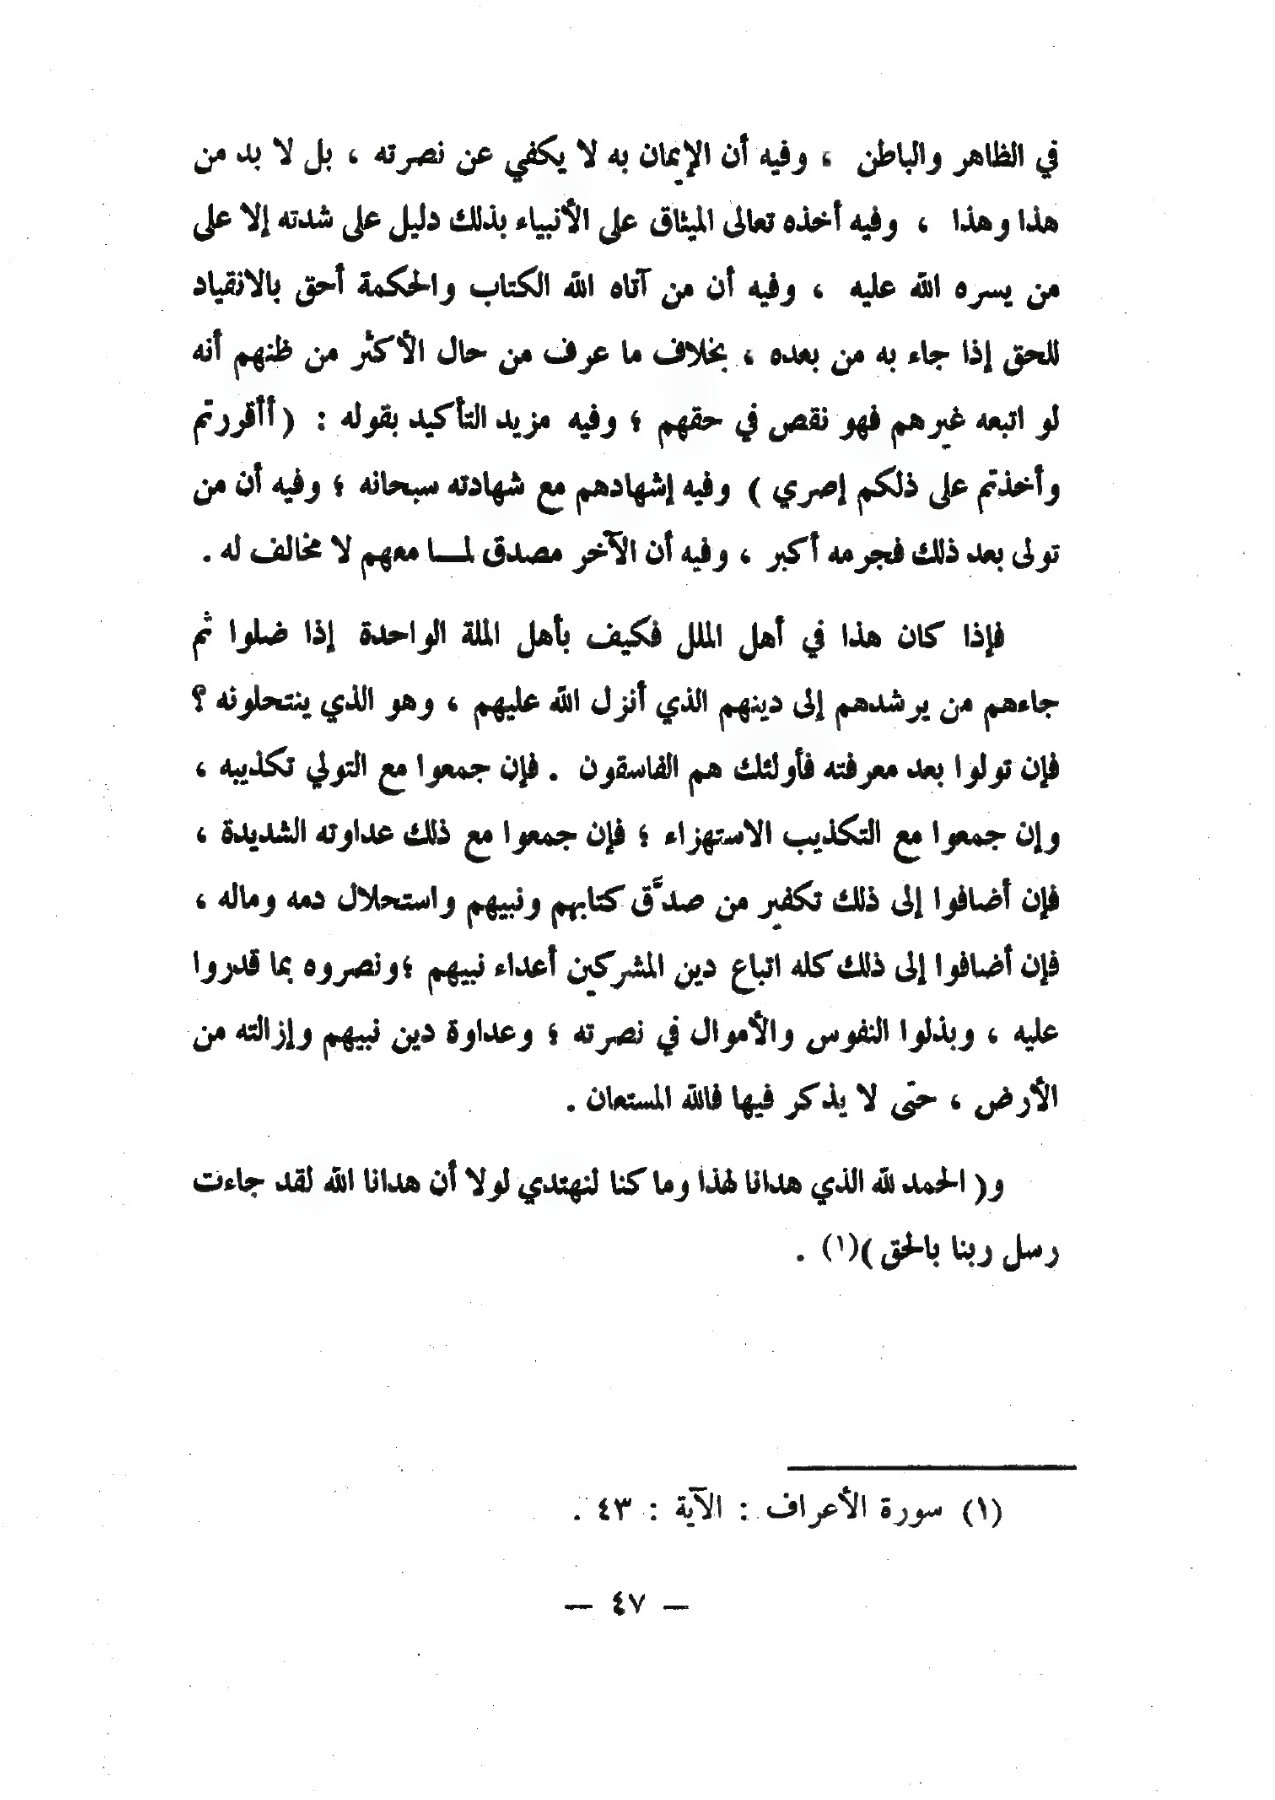 في الظاهر والباطن ، وفيه أن الإيمان به لا يكفي عن نصرته ، بل لا بد من
هذا وهذا ، وفيه أخذه تعالى الميثاق على الأنبياء بذلك دليل على شدته إلا على
من يسره الله عليه ، وفيه أن من آتاه الله الكتاب والحكمة أحق بالانقياد
للحق إذا جاء به من بعده ، بخلاف ما عرف من حال الأكثر من ظنهم أنه
لو اتبعه غيرهم فهو نقص في حقهم ؛ وفيه مزيد التأكيد بقوله : ( أأقررتم
وأخذتم على ذلكم إصري ) وفيه إشهادهم مع شهادته سبحانه ؛ وفيه أن من
تولى بعد ذلك فجرمه أكبر ، وفيه أن الآخر مصدق لمـا معهم لا مخالف له .
فإذا كان هذا في أهل الملل فكيف بأهل الملة الواحدة إذا ضلوا ثم
جاءهم من يرشدهم إلى دينهم الذي أنزل الله عليهم ، وهو الذي ينتحلونه ؟
فإن تولوا بعد معرفته فأولئك هم الفاسقون . فإن جمعوا مع التولي تكذيبه ،
وإن جمعوا مع التكذيب الاستهزاء ؛ فإن جمعوا مع ذلك عداوته الشديدة ،
فإن أضافوا إلى ذلك تكفير من صدَّق كتابهم ونبيهم واستحلال دمه وماله ،
فإن أضافوا إلى ذلك كله اتباع دين المشركين أعداء نبيهم ؛ونصروه بما قدروا
عليه ، وبذلوا النفوس والأموال في نصرته ؛ وعداوة دين نبيهم وإزالته من
الأرض ، حتى لا يذكر فيها فالله المستعان .
و( الحمد لله الذي هدانا لهذا وما كنا لنهتدي لولا أن هدانا الله لقد جاءت
رسل ربنا بالحق )(١) .
(١) سورة الأعراف : الآية : ٤٣ .
— ٤٧ —